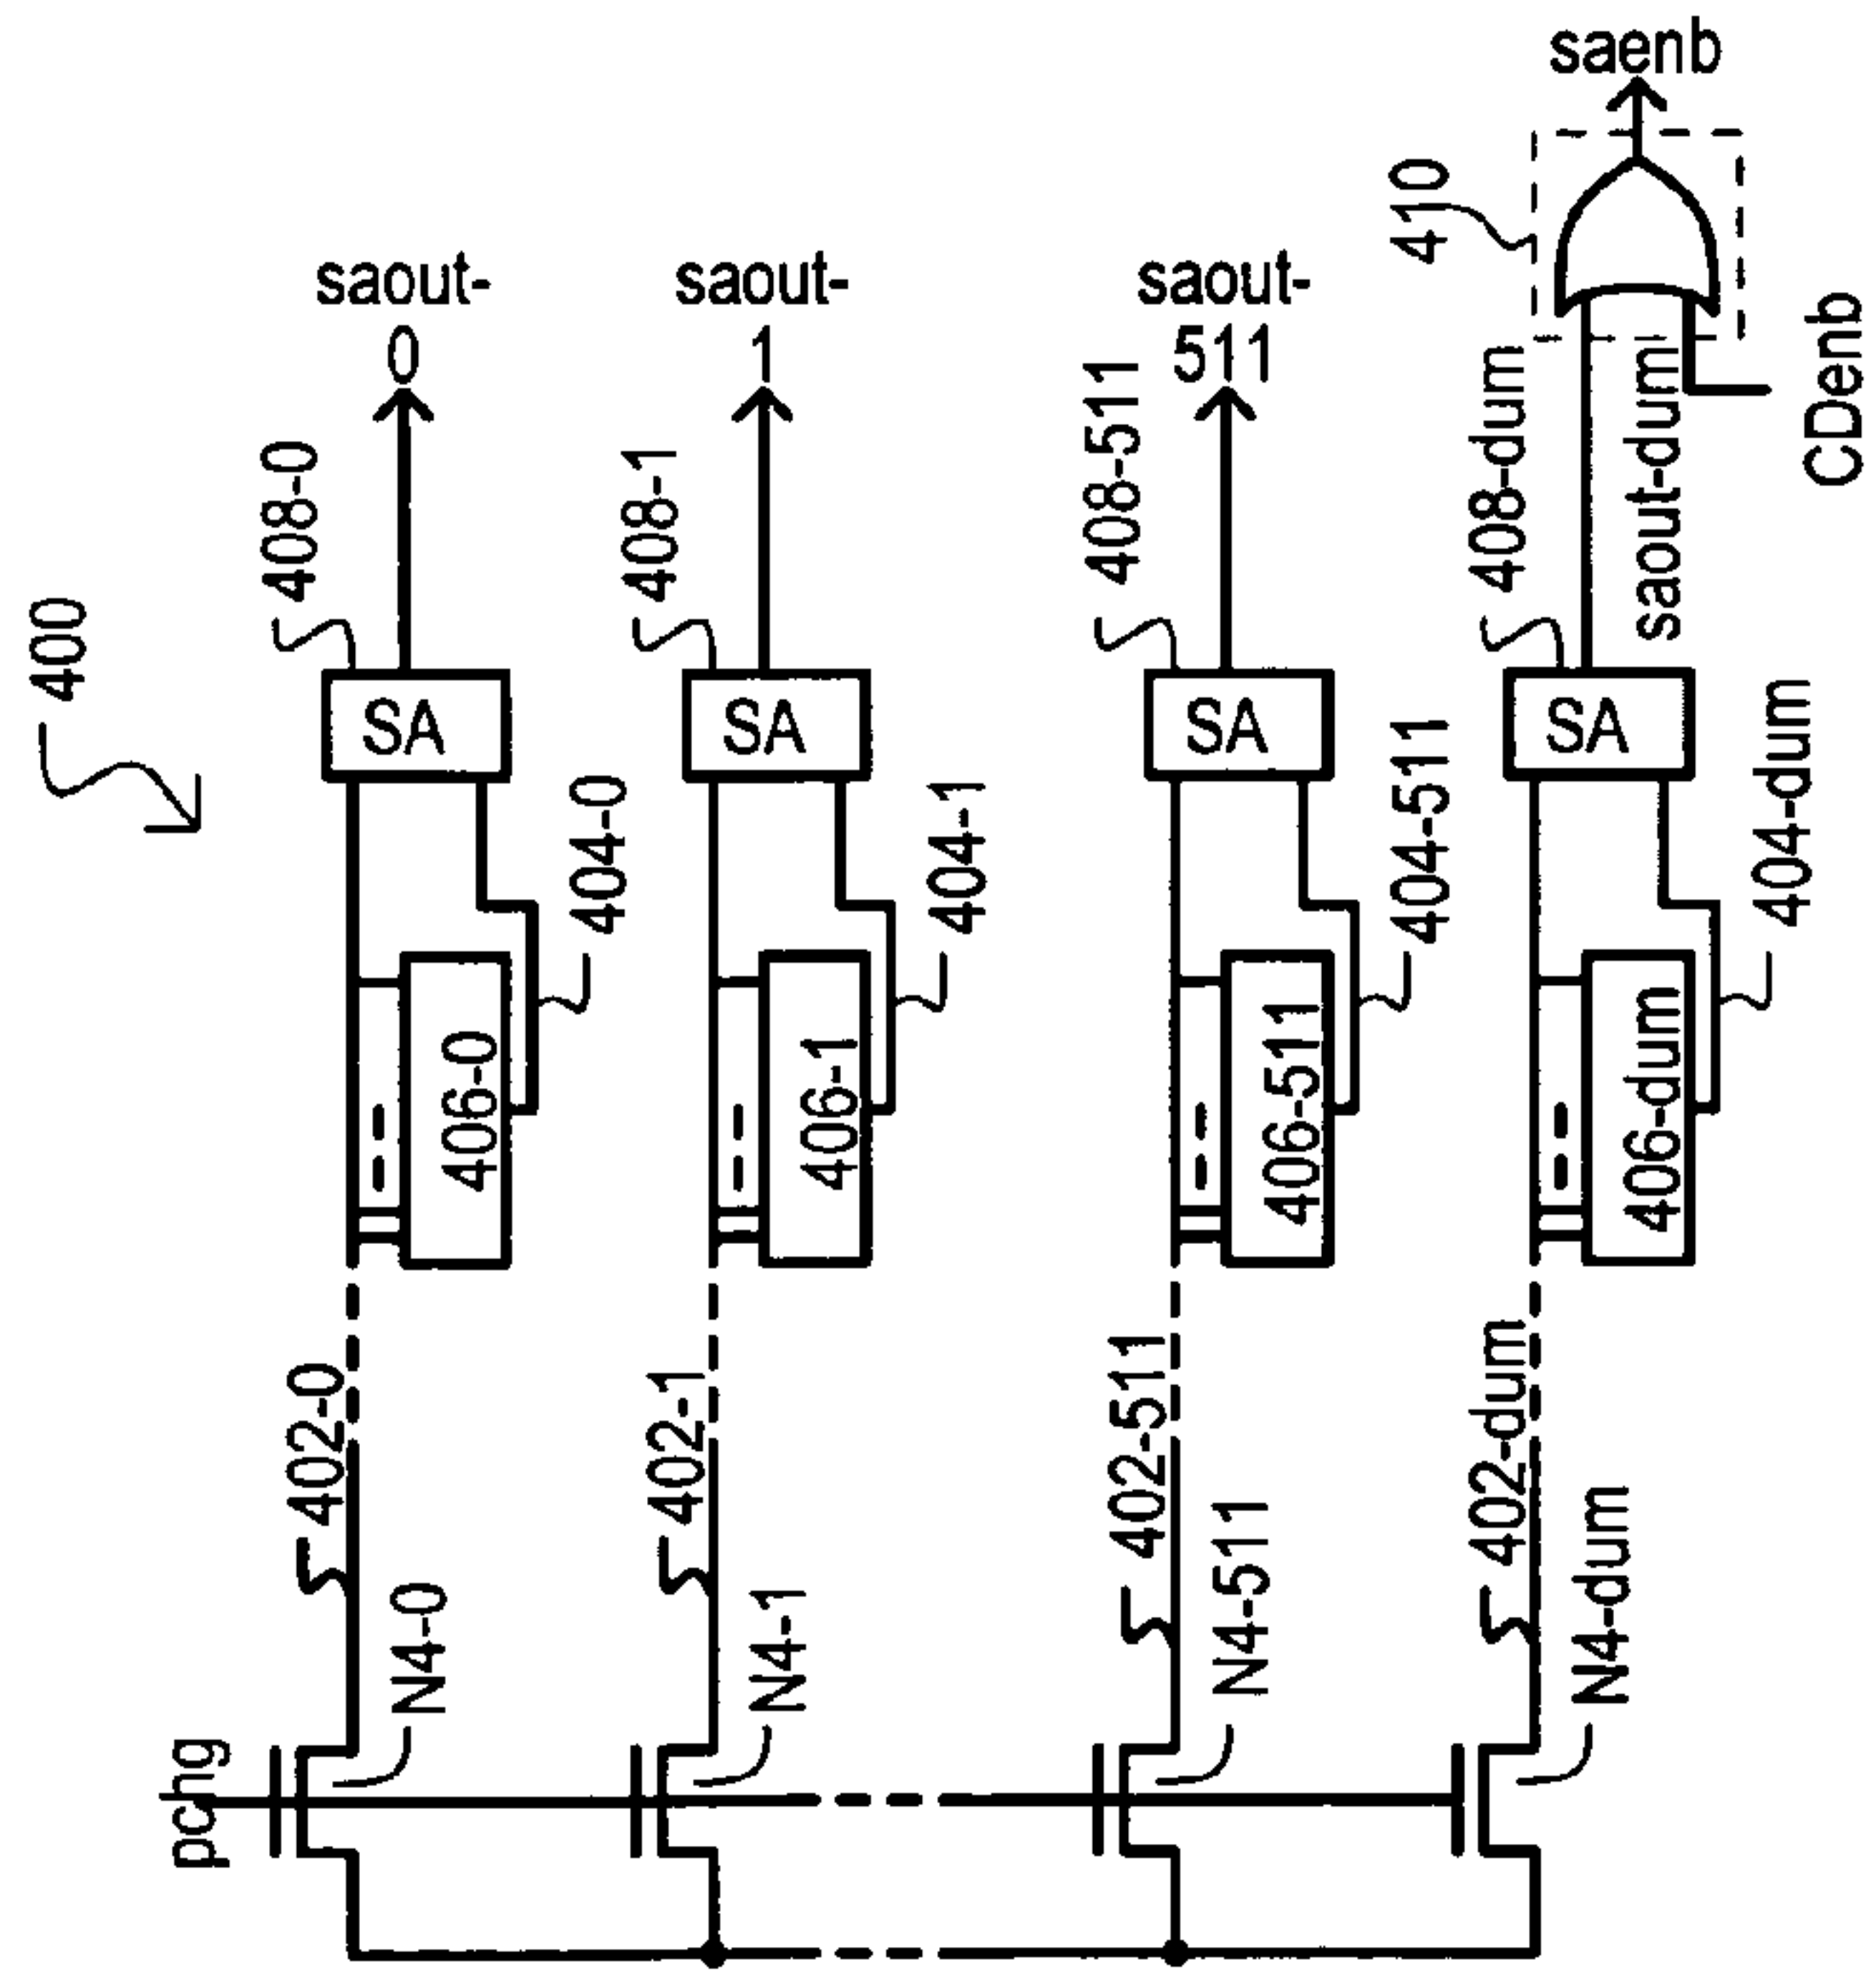 400
saenb
410
saout-
0
saout-
1
saout-
511
408-0
408-1
408-511
408-dum
saout-dum
CDenb
SA
SA
SA
SA
404-0
404-1
404-511
404-dum
406-0
406-1
406-511
406-dum
402-0
402-1
402-511
402-dum
N4-0
N4-1
N4-511
N4-dum
pchg